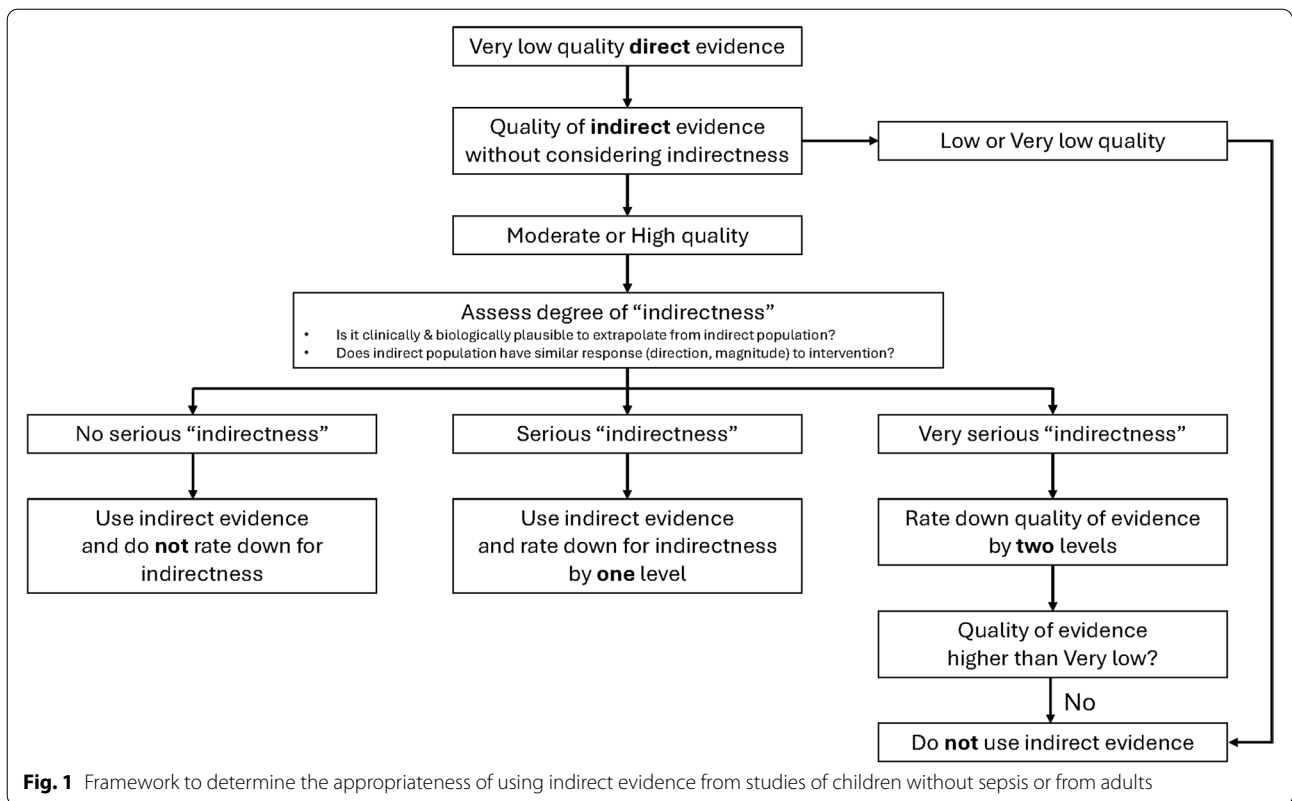 Very low quality direct evidence
Quality of indirect evidence
without considering indirectness
Low or Very low quality
Moderate or High quality
Assess degree of “indirectness”
• Is it clinically & biologically plausible to extrapolate from indirect population?
• Does indirect population have similar response (direction, magnitude) to intervention?
No serious “indirectness”
Serious “indirectness”
Very serious “indirectness”
Use indirect evidence
and do not rate down for
indirectness
Use indirect evidence
and rate down for indirectness
by one level
Rate down quality of evidence
by two levels
Quality of evidence
higher than Very low?
No
Do not use indirect evidence
Fig. 1 Framework to determine the appropriateness of using indirect evidence from studies of children without sepsis or from adults